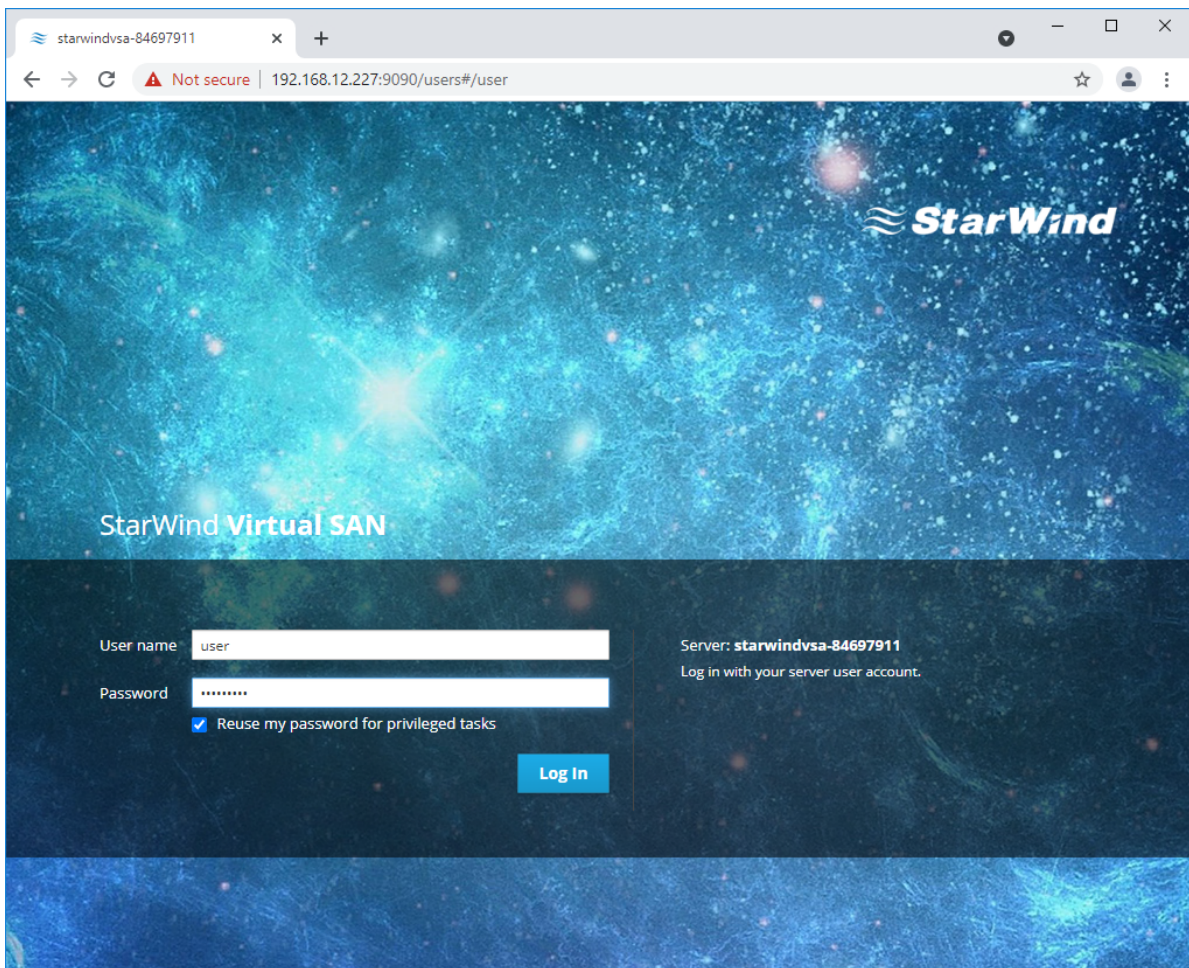 starwindvsa-84697911
Not secure | 192.168.12.227:9090/users#/user
StarWind
StarWind Virtual SAN
User name user
Password •••••••••
Reuse my password for privileged tasks
Log In
Server: starwindvsa-84697911
Log in with your server user account.